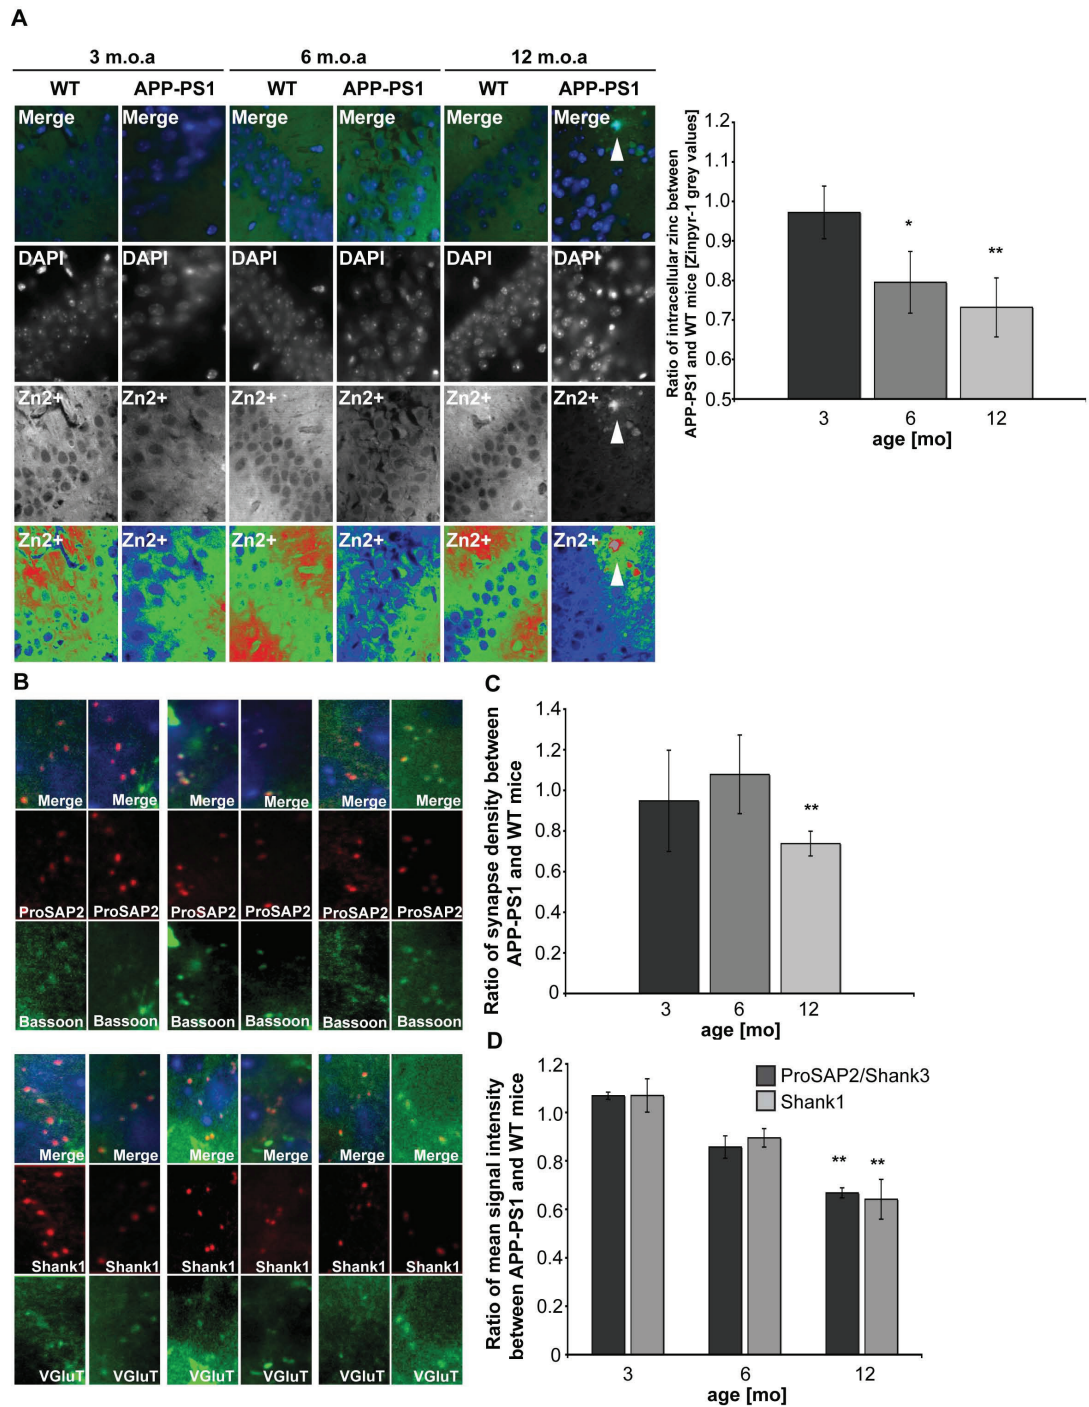 A
3 m.o.a 6 m.o.a 12 m.o.a
WT APP-PS1 WT APP-PS1 WT APP-PS1
Merge Merge Merge Merge Merge Merge
DAPI DAPI DAPI DAPI DAPI DAPI
Zn2+ Zn2+ Zn2+ Zn2+ Zn2+ Zn2+
Zn2+ Zn2+ Zn2+ Zn2+ Zn2+ Zn2+
Ratio of intracellular zinc between
APP-PS1 and WT mice [Zinpyr-1 grey values]
1.2
1.1
1.0
0.9
0.8
0.7
0.6
0.5
*
**
3 6 12
age [mo]
B
Merge Merge Merge Merge Merge Merge
ProSAP2 ProSAP2 ProSAP2 ProSAP2 ProSAP2 ProSAP2
Bassoon Bassoon Bassoon Bassoon Bassoon Bassoon
Merge Merge Merge Merge Merge Merge
Shank1 Shank1 Shank1 Shank1 Shank1 Shank1
VGluT VGluT VGluT VGluT VGluT VGluT
C
Ratio of synapse density between
APP-PS1 and WT mice
1.4
1.2
1.0
0.8
0.6
0.4
0.2
0
**
3 6 12
age [mo]
D
Ratio of mean signal intensity
between APP-PS1 and WT mice
1.2
1.0
0.8
0.6
0.4
0.2
0
ProSAP2/Shank3
Shank1
** **
3 6 12
age [mo]